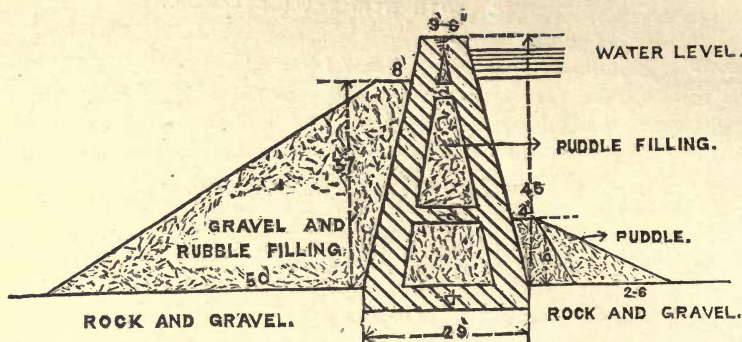 9'-6"
WATER LEVEL.
8'
PUDDLE FILLING.
45
2'
GRAVEL AND
RUBBLE FILLING
PUDDLE.
50
2-6
ROCK AND GRAVEL.
29'
ROCK AND GRAVEL.